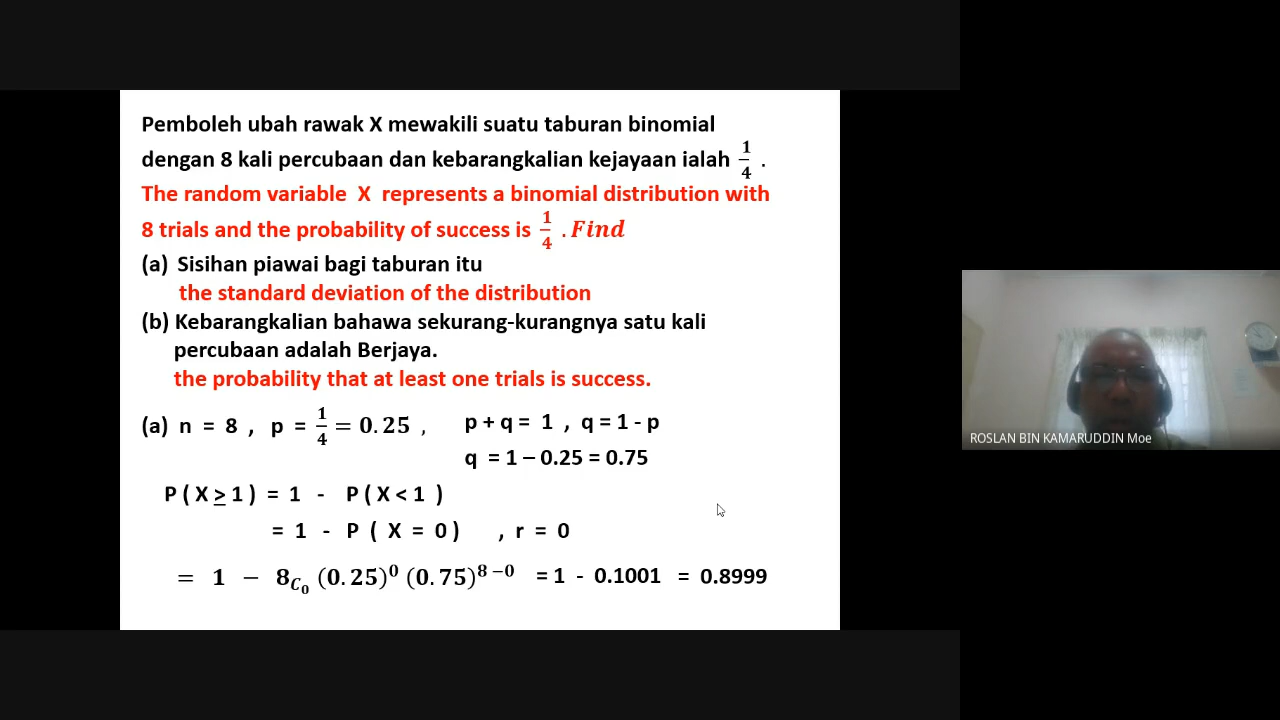 Pemboleh ubah rawak X mewakili suatu taburan binomial
dengan 8 kali percubaan dan kebarangkalian kejayaan ialah 1/4 .
The random variable X represents a binomial distribution with
8 trials and the probability of success is 1/4 . Find
(a) Sisihan piawai bagi taburan itu
the standard deviation of the distribution
(b) Kebarangkalian bahawa sekurang-kurangnya satu kali
percubaan adalah Berjaya.
the probability that at least one trials is success.
(a) n = 8 , p = 1/4 = 0.25 , p + q = 1 , q = 1 - p
q = 1 – 0.25 = 0.75
P ( X ≥ 1 ) = 1 - P ( X < 1 )
= 1 - P ( X = 0 ) , r = 0
= 1 − 8C₀ (0.25)⁰ (0.75)⁸⁻⁰ = 1 - 0.1001 = 0.8999
ROSLAN BIN KAMARUDDIN Moe